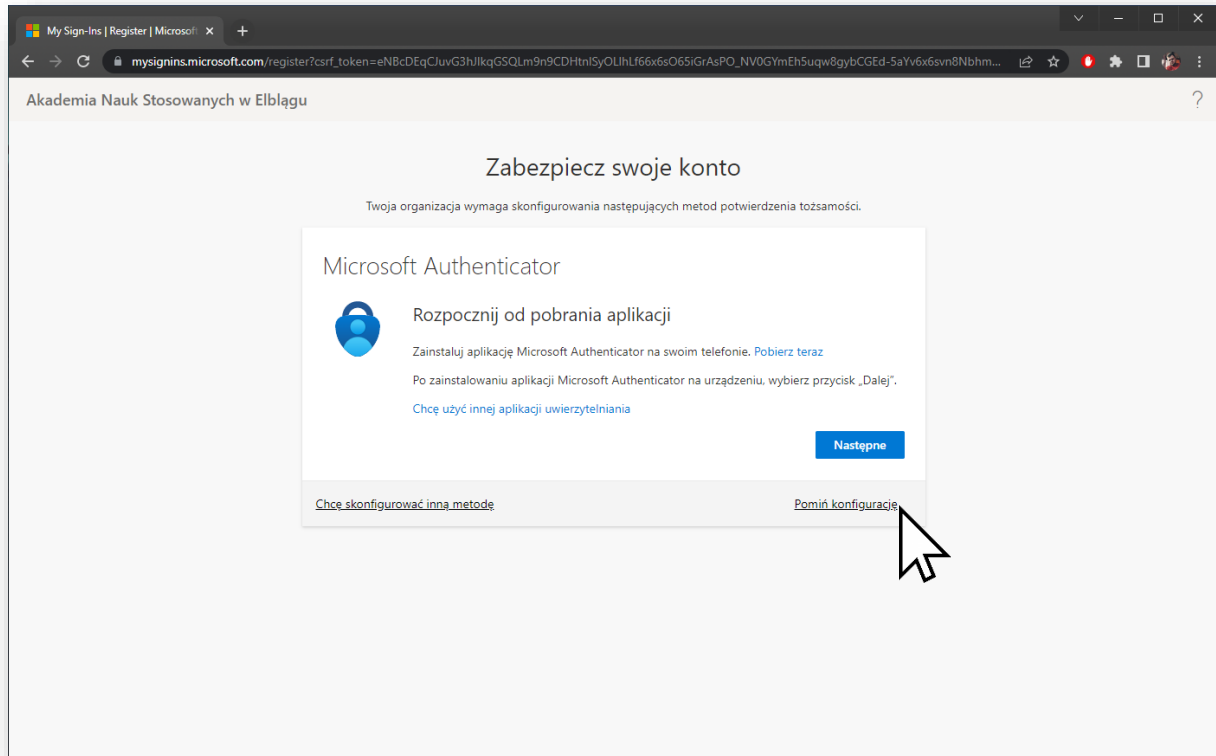 My Sign-Ins | Register | Microsoft
mysignins.microsoft.com/register?csrf_token=eNBcDEqCJuvG3hJIkqGSQLm9n9CDHtnISyOLIhLf66x6sO65iGrAsPO_NV0GYmEh5uqw8gybCGEd-5aYv6x6svn8Nbhm...
Akademia Nauk Stosowanych w Elblągu
?
Zabezpiecz swoje konto
Twoja organizacja wymaga skonfigurowania następujących metod potwierdzenia tożsamości.
Microsoft Authenticator
Rozpocznij od pobrania aplikacji
Zainstaluj aplikację Microsoft Authenticator na swoim telefonie. Pobierz teraz
Po zainstalowaniu aplikacji Microsoft Authenticator na urządzeniu, wybierz przycisk „Dalej”.
Chcę użyć innej aplikacji uwierzytelniania
Następne
Chcę skonfigurować inną metodę Pomiń konfigurację